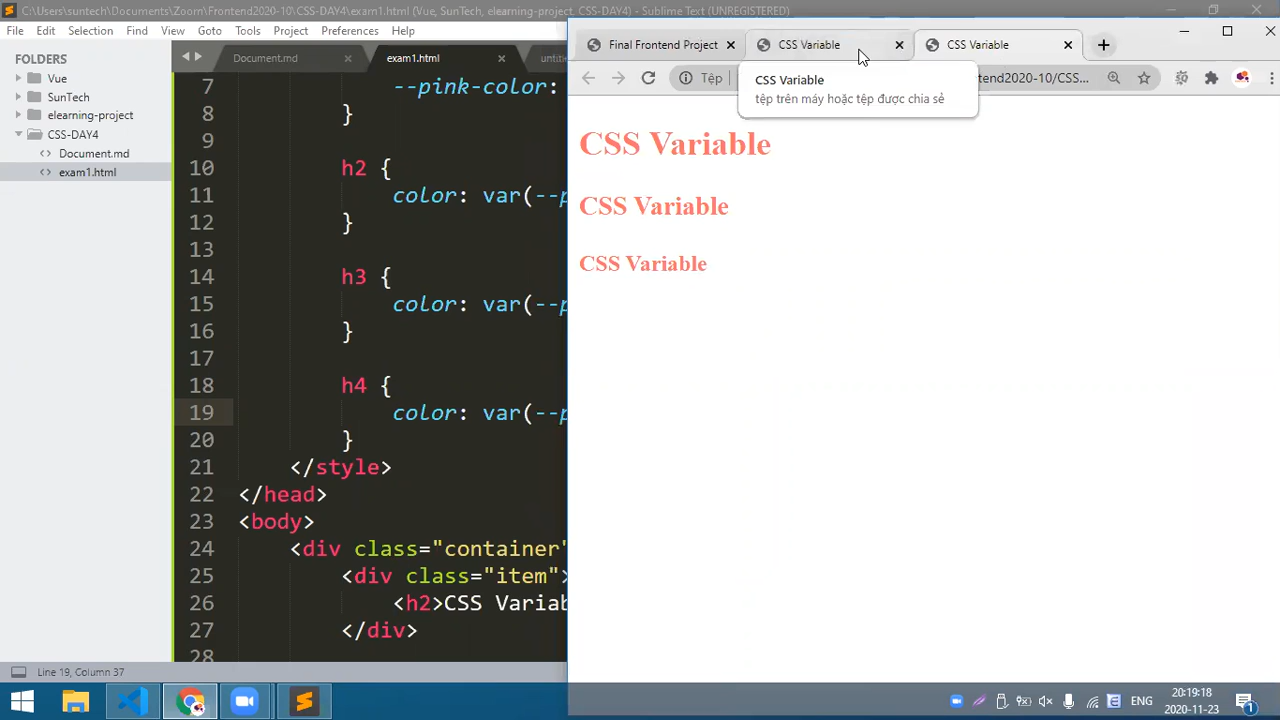 C:\Users\suntech\Documents\Zoom\Frontend2020-10\CSS-DAY4\exam1.html (Vue, SunTech, elearning-project, CSS-DAY4) - Sublime Text (UNREGISTERED)
File Edit Selection Find View Goto Tools Project Preferences Help
FOLDERS
Vue
SunTech
elearning-project
CSS-DAY4
Document.md
exam1.html
Document.md
exam1.html
untitl
7 --pink-color:
8 }
9
10 h2 {
11 color: var(--p
12 }
13
14 h3 {
15 color: var(--p
16 }
17
18 h4 {
19 color: var(--p
20 }
21 </style>
22 </head>
23 <body>
24 <div class="container"
25 <div class="item">
26 <h2>CSS Variab
27 </div>
28
Line 19, Column 37
Final Frontend Project
CSS Variable
CSS Variable
Tệp
tend2020-10/CSS...
CSS Variable
tệp trên máy hoặc tệp được chia sẻ
CSS Variable
CSS Variable
CSS Variable
ENG
20:19:18
2020-11-23
1